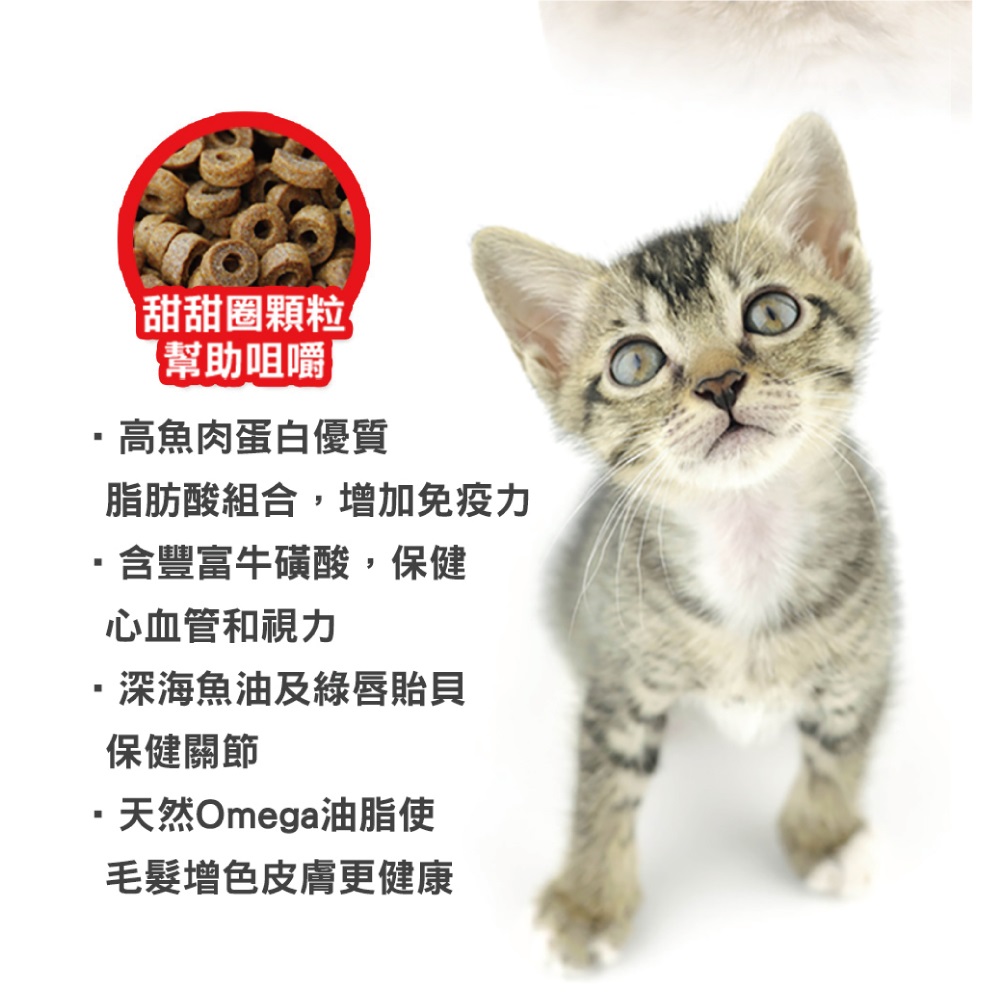 甜甜圈顆粒
幫助咀嚼
▪ 高魚肉蛋白優質
脂肪酸組合，增加免疫力
▪ 含豐富牛磺酸，保健
心血管和視力
▪ 深海魚油及綠唇貽貝
保健關節
▪ 天然Omega油脂使
毛髮增色皮膚更健康